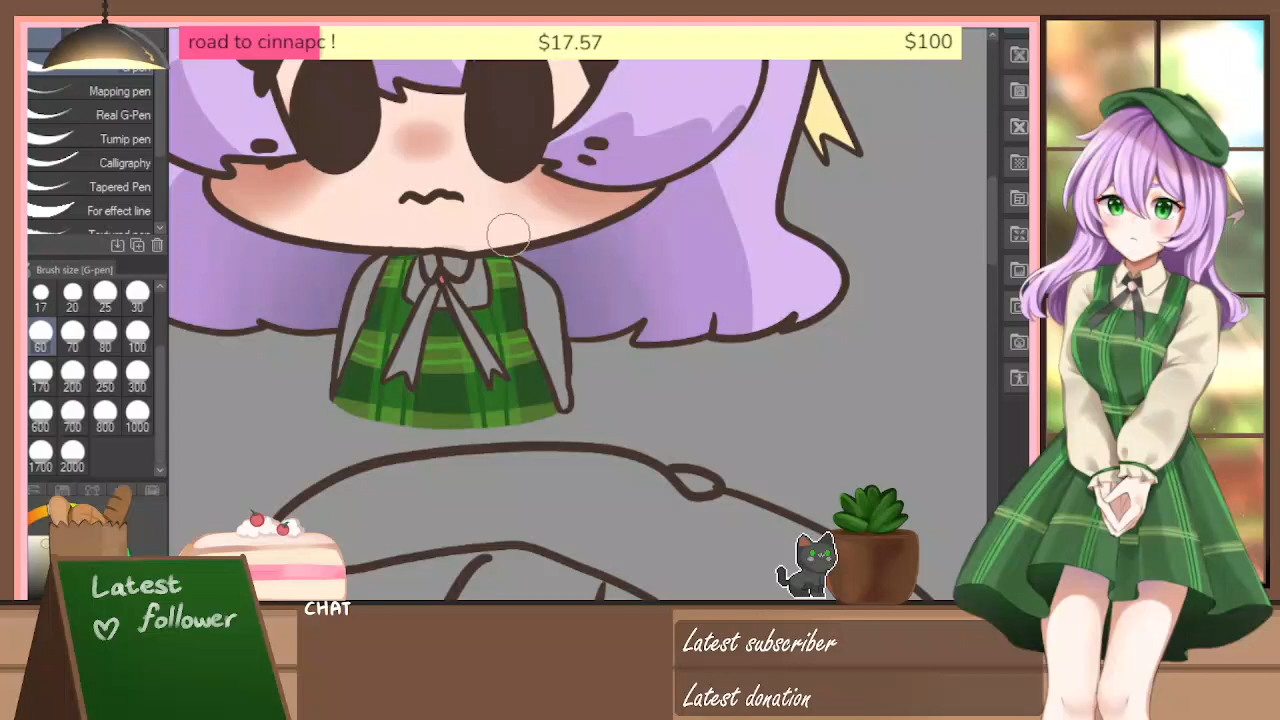 road to cinnapc !
$17.57
$100
Mapping pen
Real G-Pen
Turnip pen
Calligraphy
Tapered Pen
For effect line
Brush size [G-pen]
17 20 25 30
60 70 80 100
170 200 250 300
600 700 800 1000
1700 2000
Latest
follower
CHAT
Latest subscriber
Latest donation